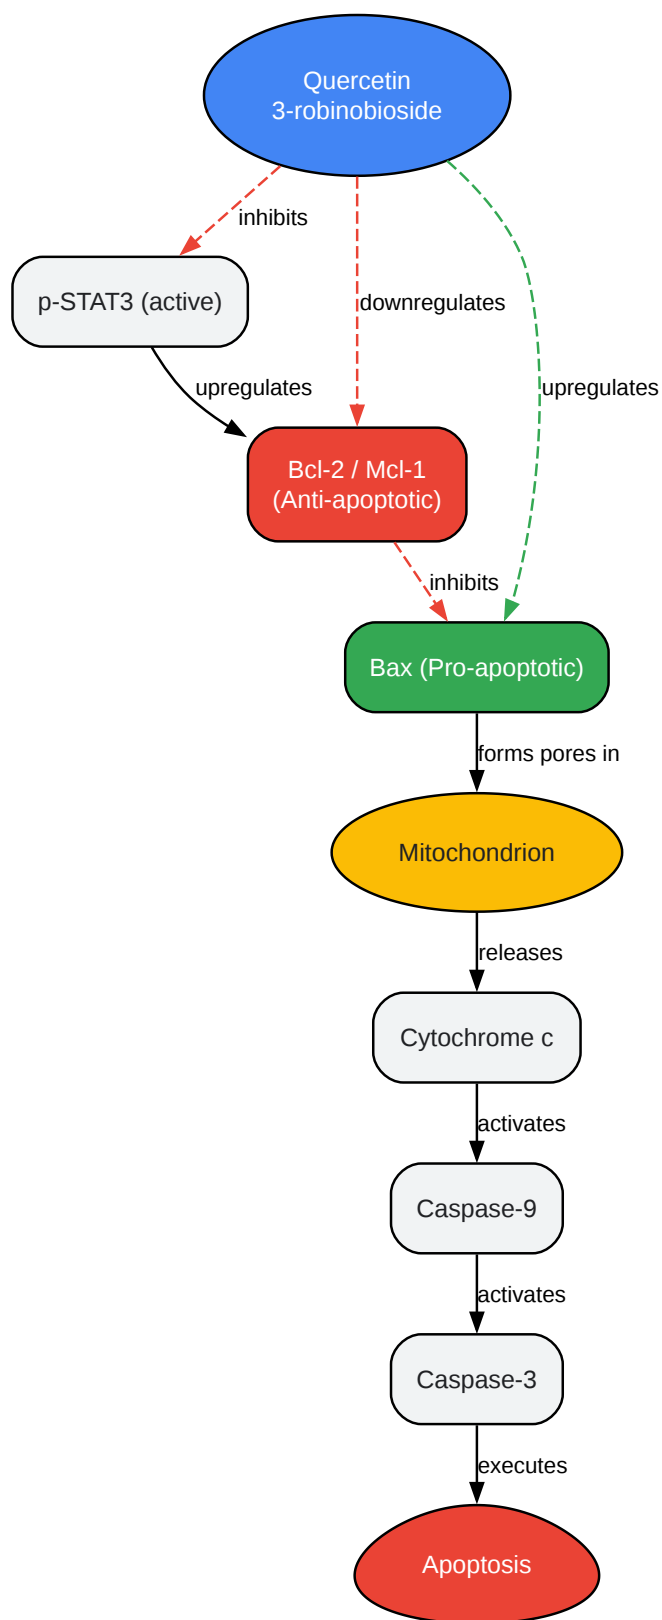 Quercetin
3-robinobioside
inhibits
p-STAT3 (active)
downregulates
upregulates
upregulates
Bcl-2 / Mcl-1
(Anti-apoptotic)
inhibits
Bax (Pro-apoptotic)
forms pores in
Mitochondrion
releases
Cytochrome c
activates
Caspase-9
activates
Caspase-3
executes
Apoptosis